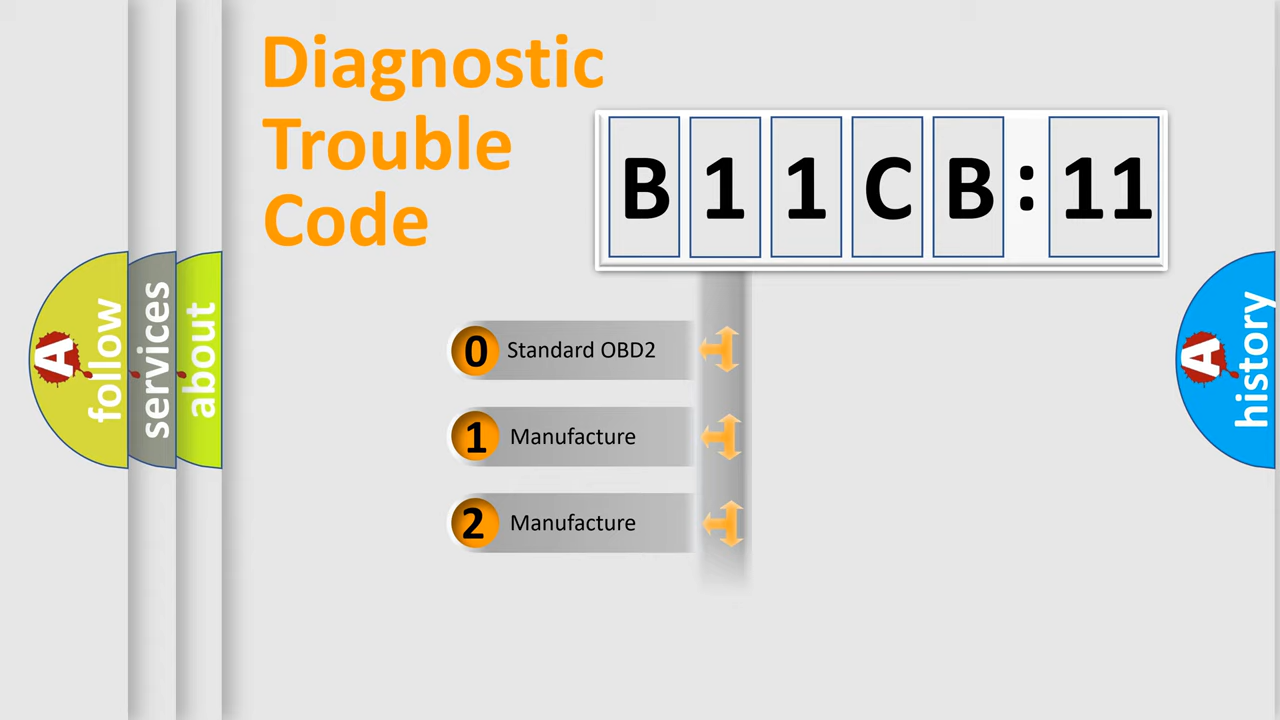 Diagnostic
Trouble
Code
B 1 1 C B : 11
0 Standard OBD2
1 Manufacture
2 Manufacture
A follow
services
about
A history